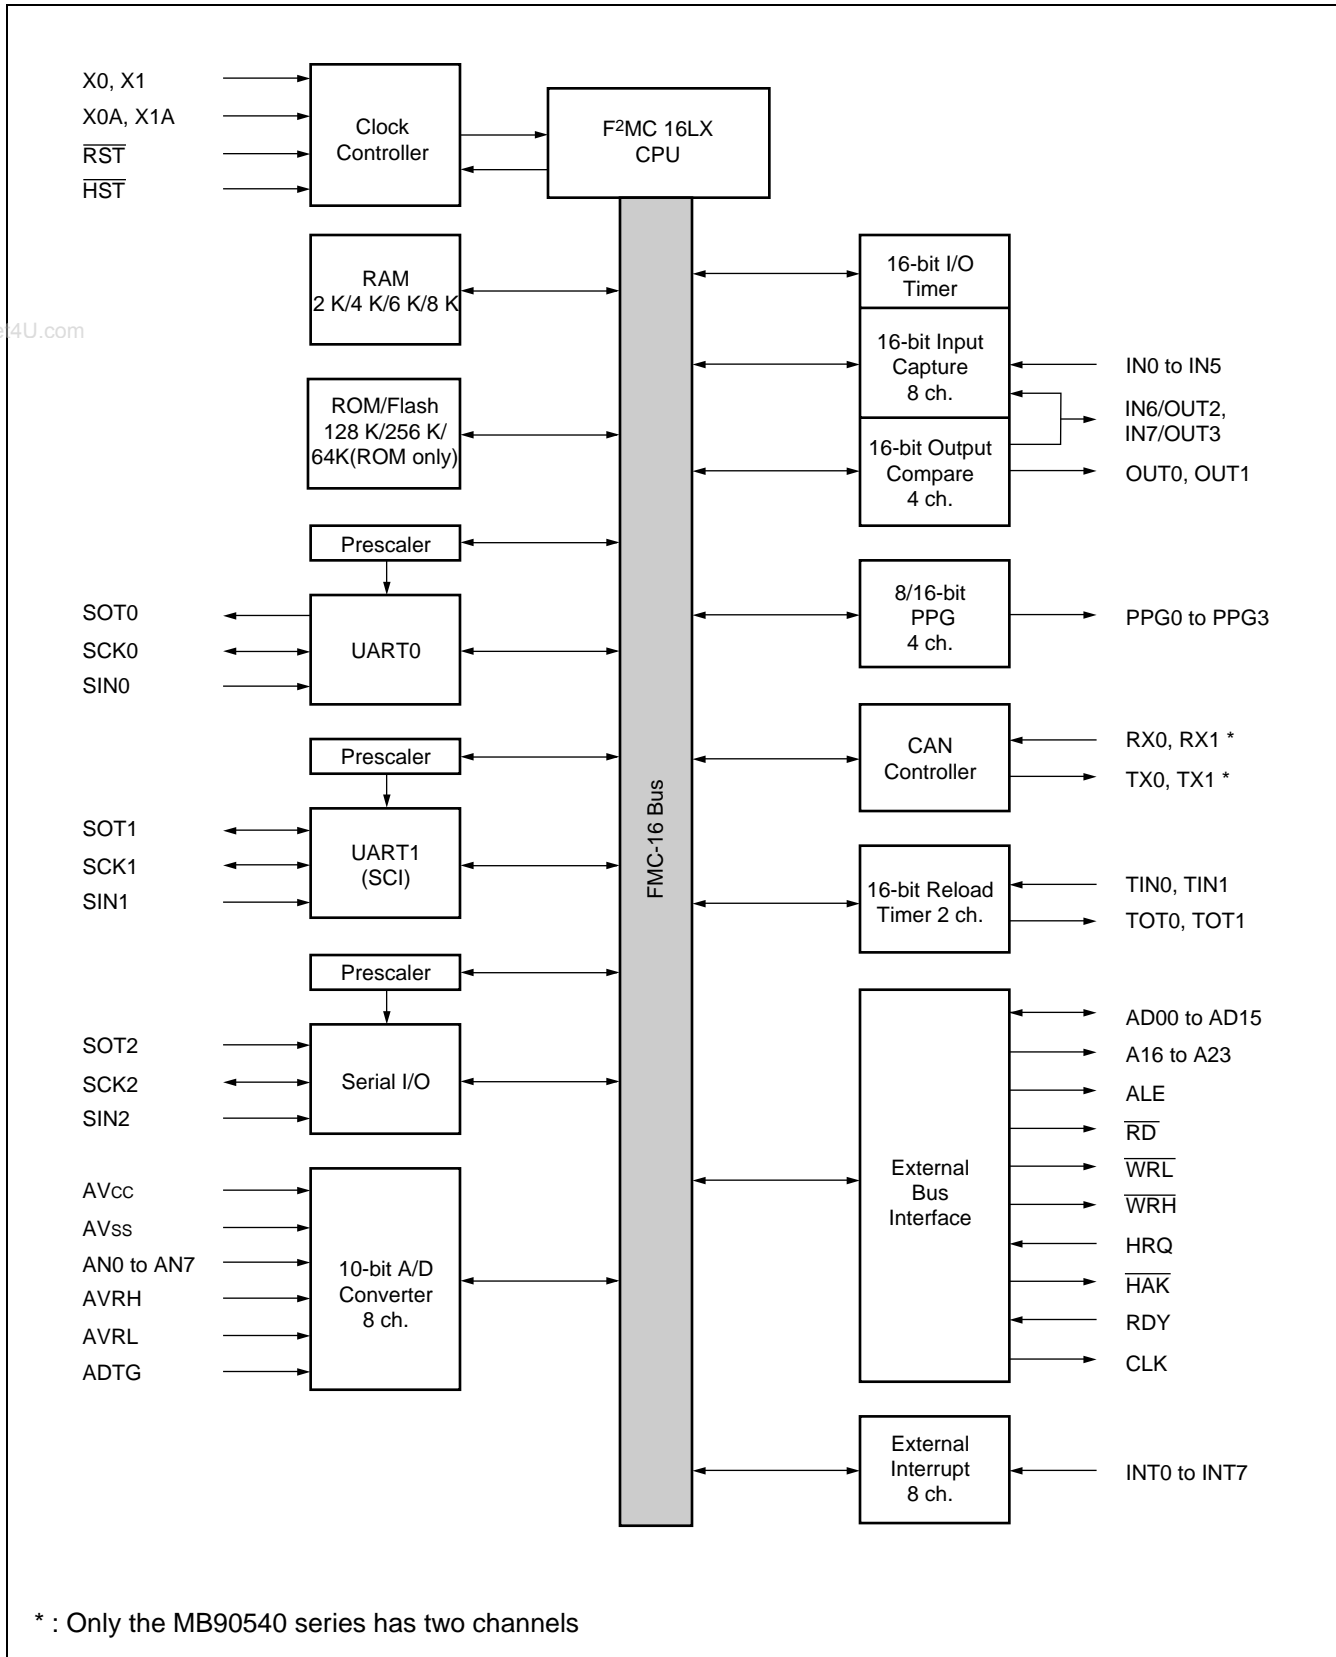 X0, X1
X0A, X1A
RST
HST
Clock
Controller
F²MC 16LX
CPU
RAM
2 K/4 K/6 K/8 K
ROM/Flash
128 K/256 K/
64K(ROM only)
Prescaler
SOT0
SCK0
SIN0
UART0
Prescaler
SOT1
SCK1
SIN1
UART1
(SCI)
Prescaler
SOT2
SCK2
SIN2
Serial I/O
AVCC
AVSS
AN0 to AN7
AVRH
AVRL
ADTG
10-bit A/D
Converter
8 ch.
FMC-16 Bus
16-bit I/O
Timer
16-bit Input
Capture
8 ch.
16-bit Output
Compare
4 ch.
IN0 to IN5
IN6/OUT2,
IN7/OUT3
OUT0, OUT1
8/16-bit
PPG
4 ch.
PPG0 to PPG3
CAN
Controller
RX0, RX1 *
TX0, TX1 *
16-bit Reload
Timer 2 ch.
TIN0, TIN1
TOT0, TOT1
External
Bus
Interface
AD00 to AD15
A16 to A23
ALE
RD
WRL
WRH
HRQ
HAK
RDY
CLK
External
Interrupt
8 ch.
INT0 to INT7
* : Only the MB90540 series has two channels
4U.com